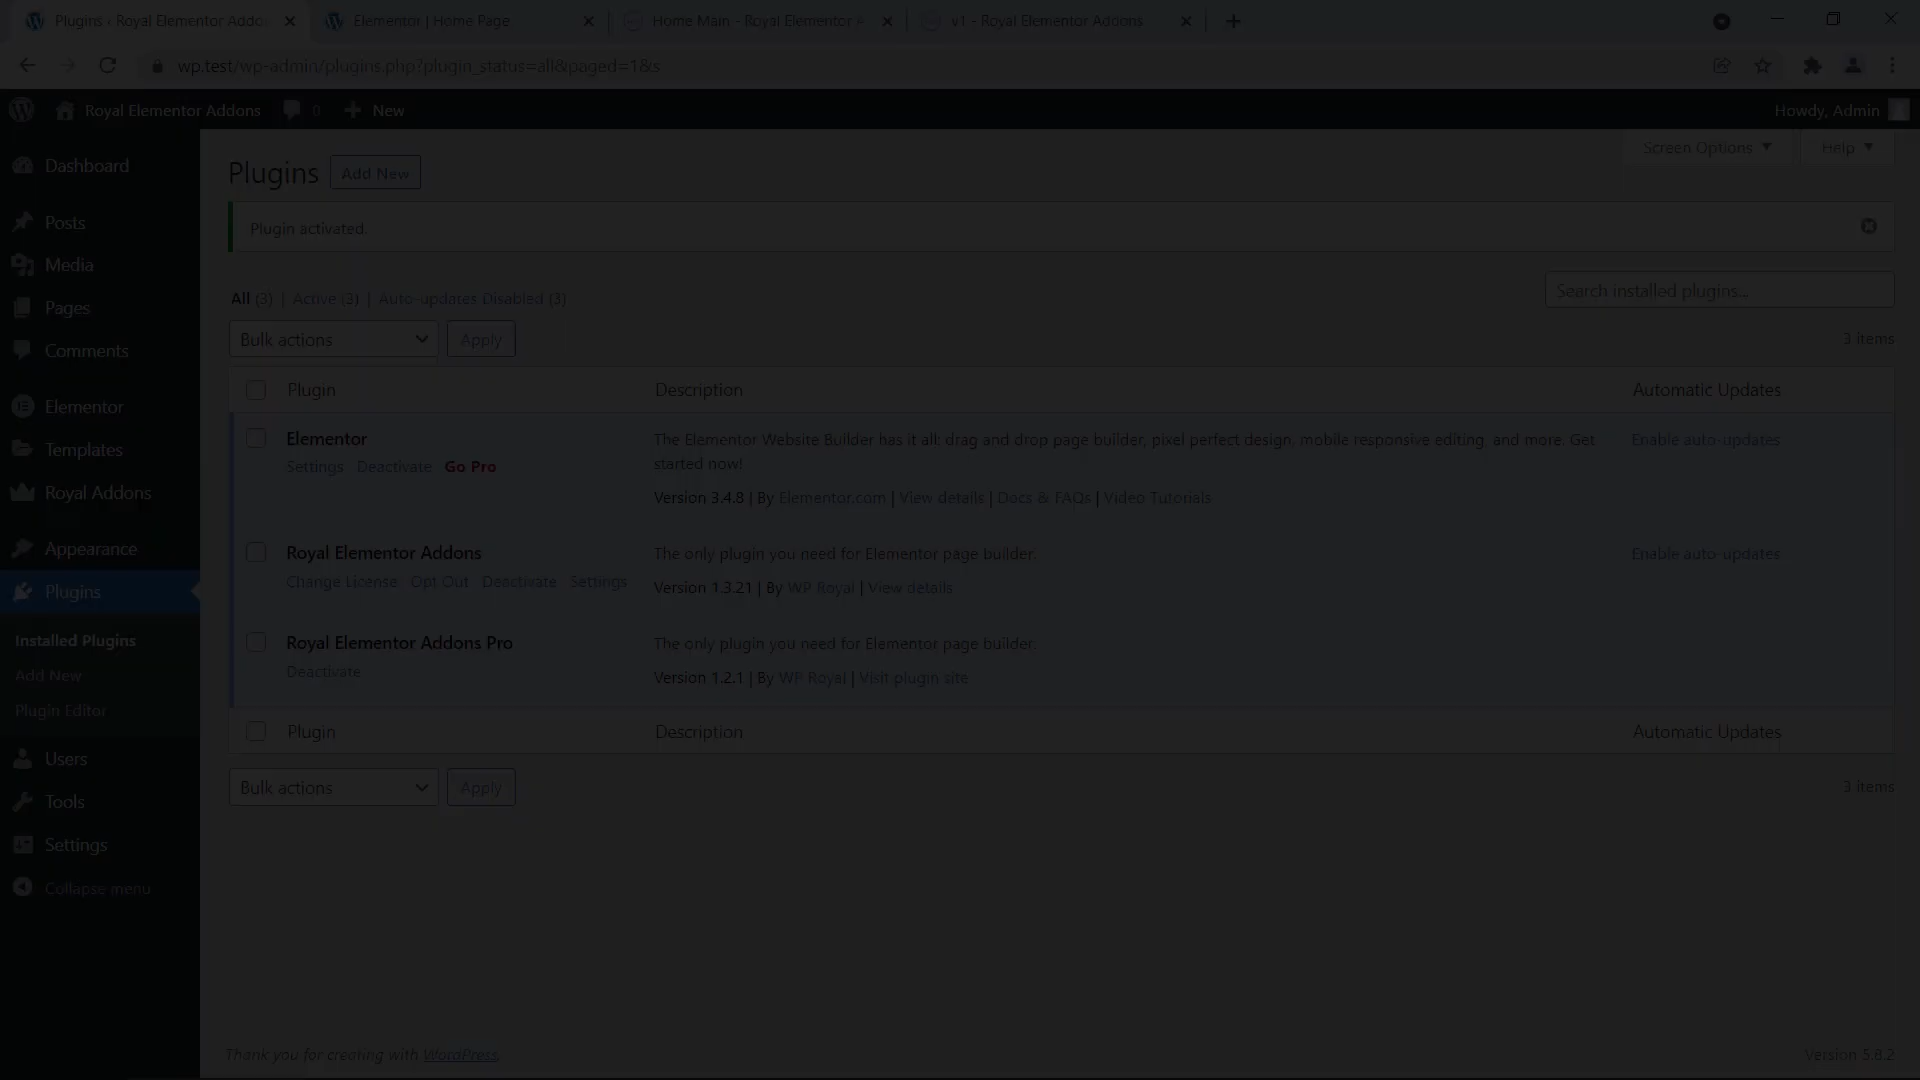 Plugins ‹ Royal Elementor Addo
Elementor | Home Page
Home Main - Royal Elementor A
v1 - Royal Elementor Addons
wp.test/wp-admin/plugins.php?plugin_status=all&paged=1&s
Royal Elementor Addons 0 New
Howdy, Admin
Dashboard
Posts
Media
Pages
Comments
Elementor
Templates
Royal Addons
Appearance
Plugins
Installed Plugins
Add New
Plugin Editor
Users
Tools
Settings
Collapse menu
Screen Options Help
Plugins Add New
Plugin activated.
All (3) | Active (3) | Auto-updates Disabled (3)
Search installed plugins...
Bulk actions Apply
3 items
Plugin Description Automatic Updates
Elementor
Settings Deactivate Go Pro
The Elementor Website Builder has it all: drag and drop page builder, pixel perfect design, mobile responsive editing, and more. Get
started now!
Version 3.4.8 | By Elementor.com | View details | Docs & FAQs | Video Tutorials
Enable auto-updates
Royal Elementor Addons
Change License Opt Out Deactivate Settings
The only plugin you need for Elementor page builder.
Version 1.3.21 | By WP Royal | View details
Enable auto-updates
Royal Elementor Addons Pro
Deactivate
The only plugin you need for Elementor page builder.
Version 1.2.1 | By WP Royal | Visit plugin site
Plugin Description Automatic Updates
Bulk actions Apply
3 items
Thank you for creating with WordPress.
Version 5.8.2